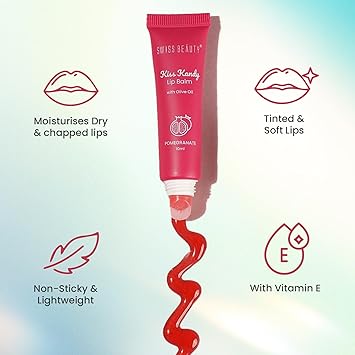 SWISS BEAUTY®
Kiss Kandy
Lip Balm
with Olive Oil
POMEGRANATE
10ml
Moisturises Dry
& chapped lips
Tinted &
Soft Lips
Non-Sticky &
Lightweight
E
With Vitamin E